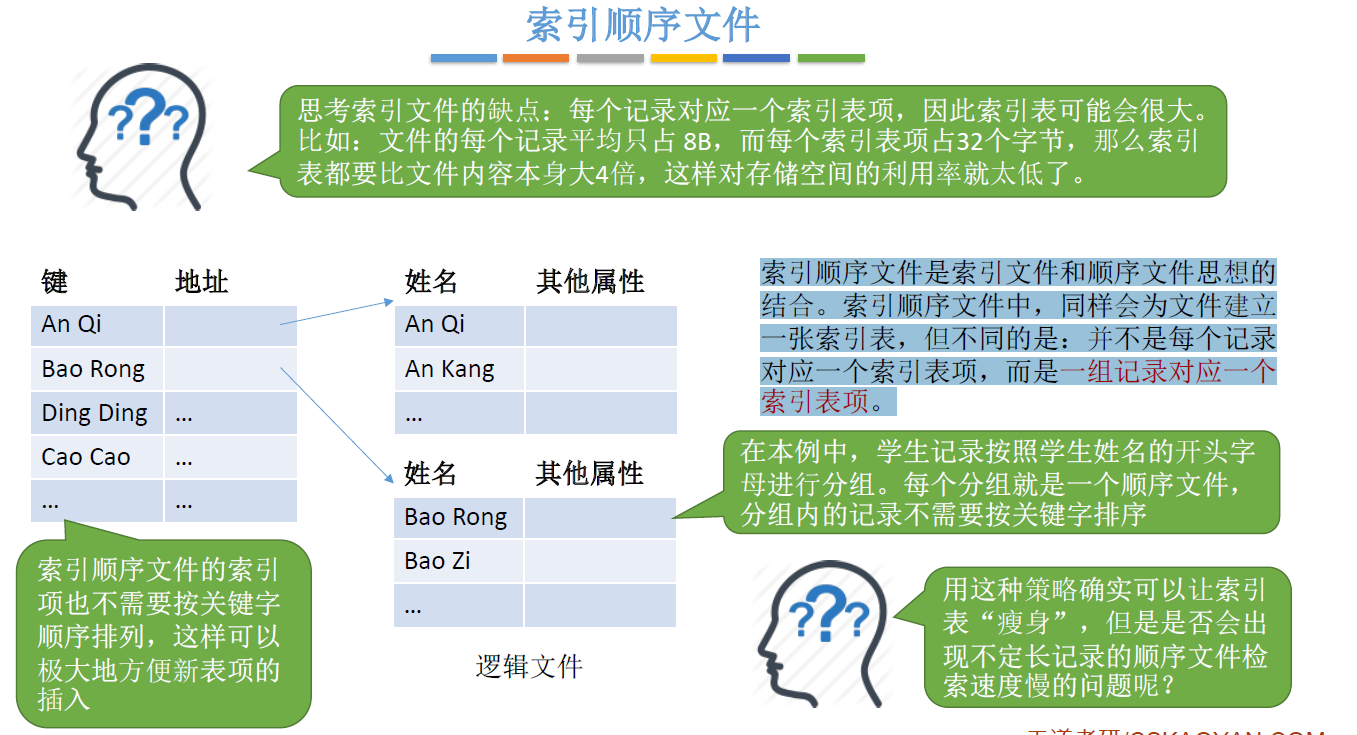 索引顺序文件
???
思考索引文件的缺点：每个记录对应一个索引表项，因此索引表可能会很大。
比如：文件的每个记录平均只占 8B，而每个索引表项占32个字节，那么索引
表都要比文件内容本身大4倍，这样对存储空间的利用率就太低了。
键 地址
An Qi
Bao Rong
Ding Ding …
Cao Cao …
… …
姓名 其他属性
An Qi
An Kang
…
姓名 其他属性
Bao Rong
Bao Zi
…
逻辑文件
索引顺序文件是索引文件和顺序文件思想的
结合。索引顺序文件中，同样会为文件建立
一张索引表，但不同的是：并不是每个记录
对应一个索引表项，而是一组记录对应一个
索引表项。
在本例中，学生记录按照学生姓名的开头字
母进行分组。每个分组就是一个顺序文件，
分组内的记录不需要按关键字排序
索引顺序文件的索引
项也不需要按关键字
顺序排列，这样可以
极大地方便新表项的
插入
???
用这种策略确实可以让索引
表“瘦身”，但是是否会出
现不定长记录的顺序文件检
索速度慢的问题呢？